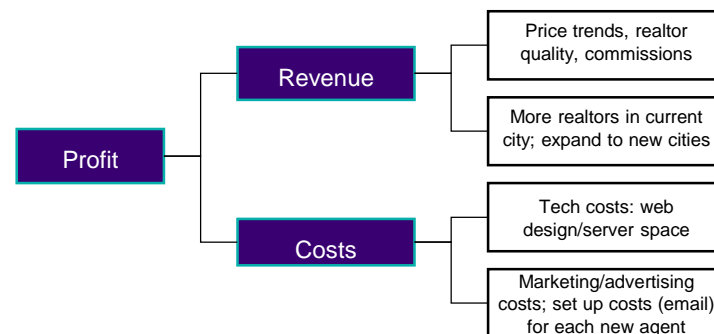 Price trends, realtor
quality, commissions
Revenue
More realtors in current
city; expand to new cities
Profit
Tech costs: web
design/server space
Costs
Marketing/advertising
costs; set up costs (email)
for each new agent